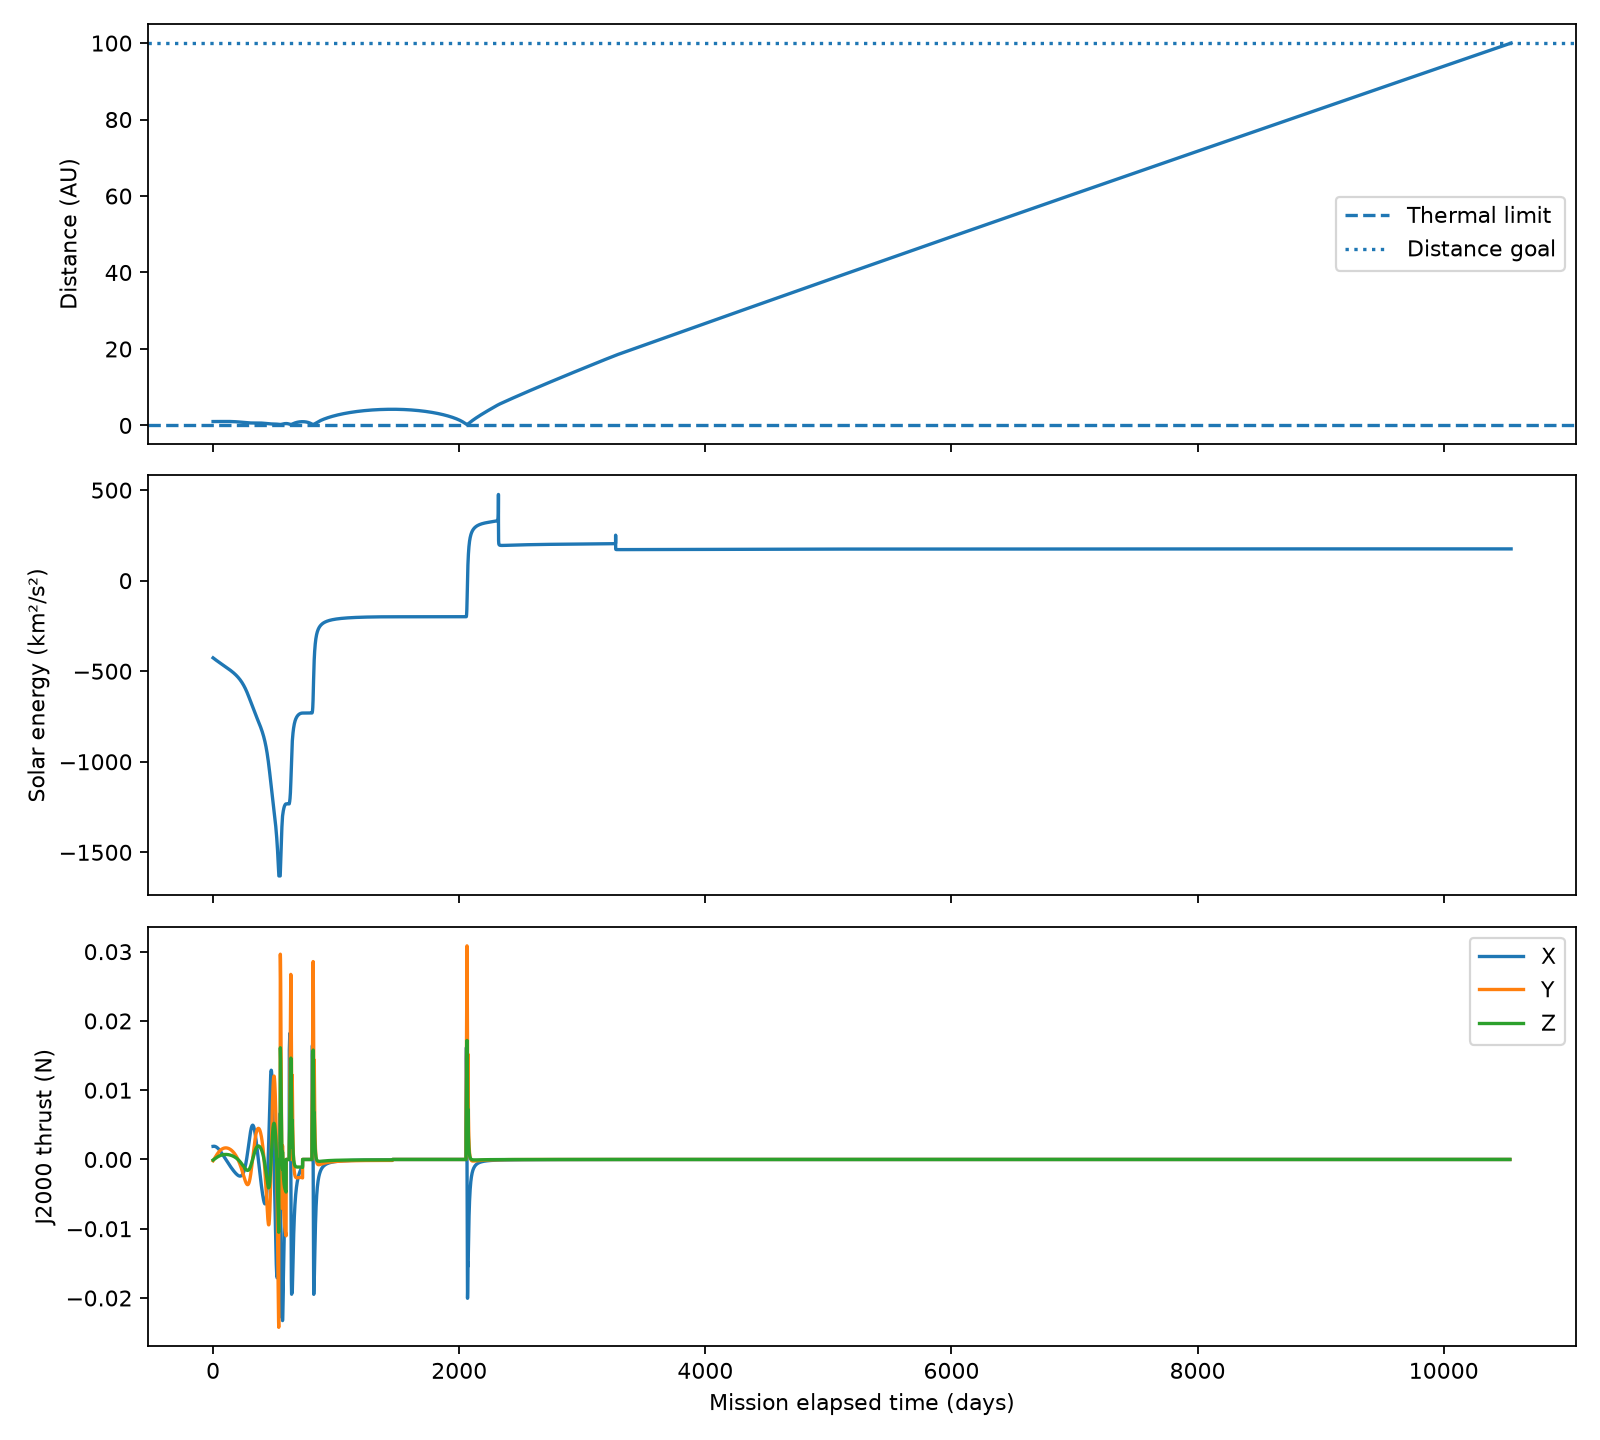 100
80
60
40
20
0
Distance (AU)
Thermal limit
Distance goal
500
0
−500
−1000
−1500
Solar energy (km²/s²)
0.03
0.02
0.01
0.00
−0.01
−0.02
J2000 thrust (N)
X
Y
Z
0 2000 4000 6000 8000 10000
Mission elapsed time (days)